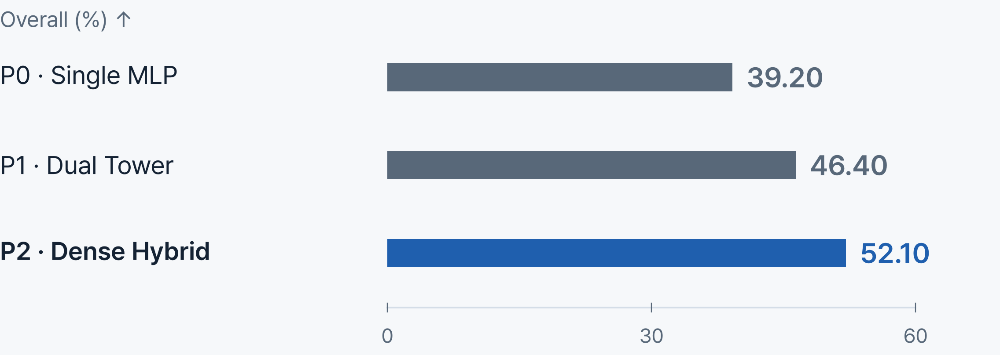 Overall (%) ↑
P0 · Single MLP 39.20
P1 · Dual Tower 46.40
P2 · Dense Hybrid 52.10
0 30 60